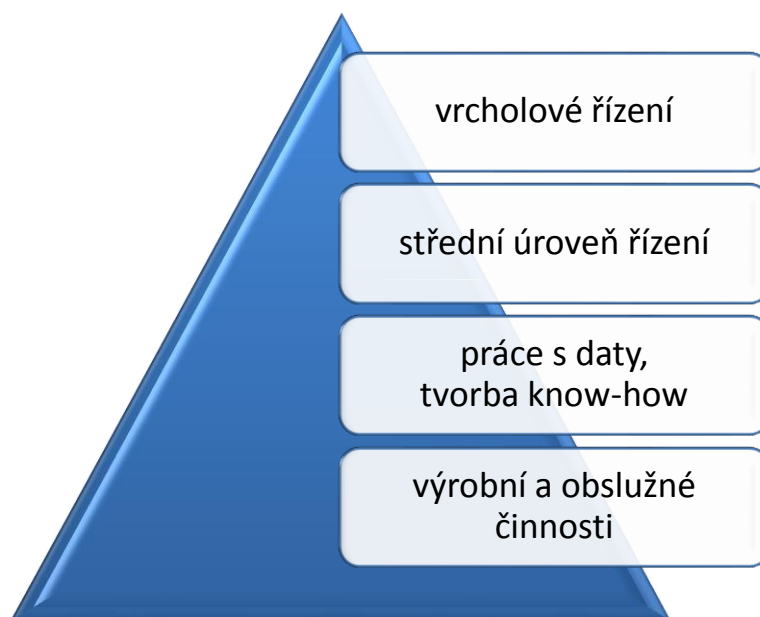 vrcholové řízení
střední úroveň řízení
práce s daty,
tvorba know-how
výrobní a obslužné
činnosti